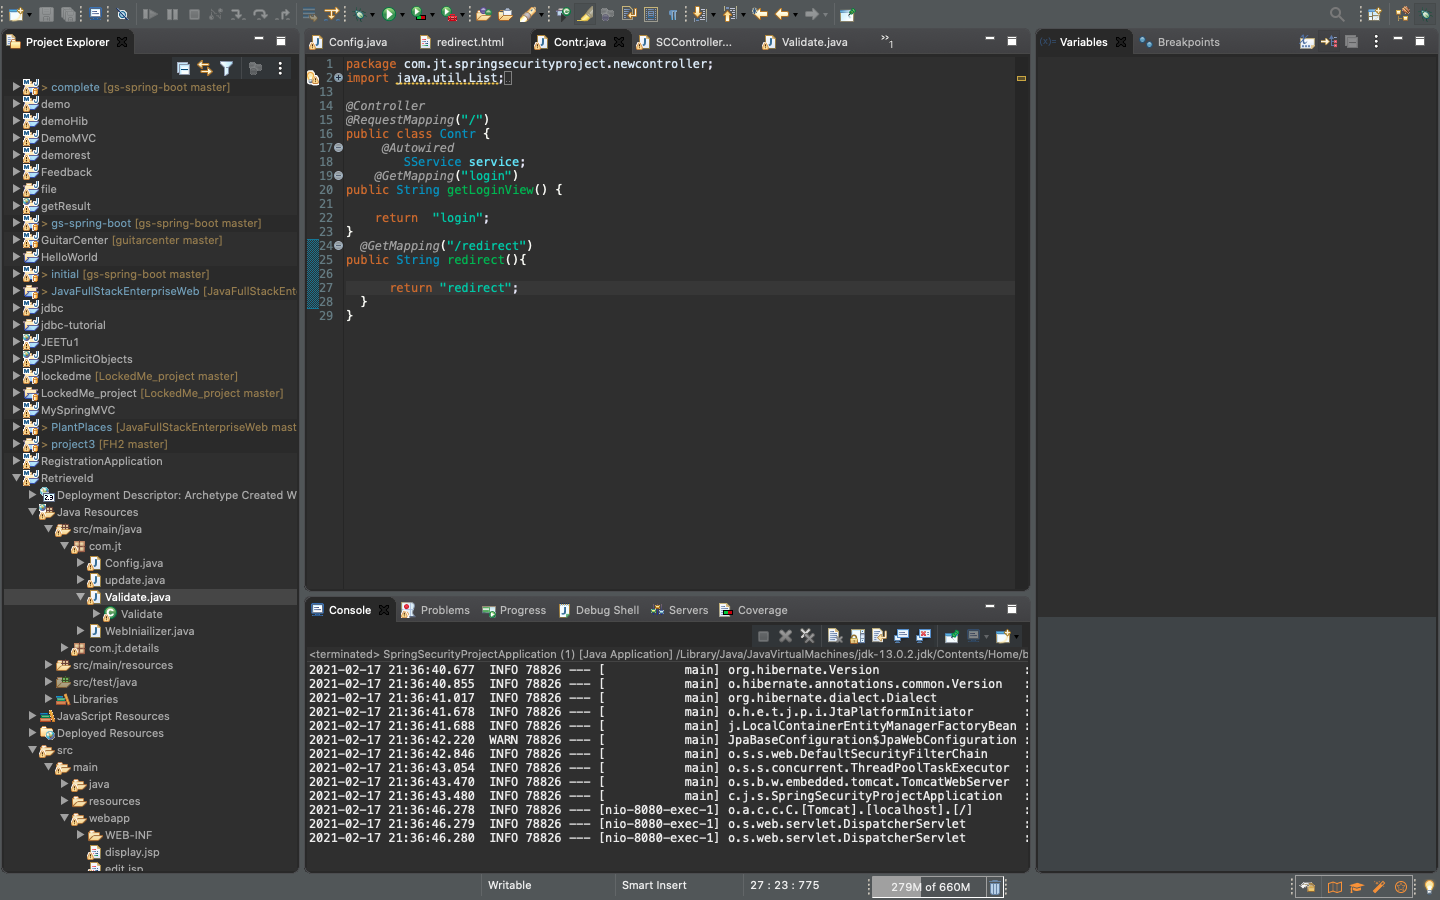 Project Explorer
> complete [gs-spring-boot master]
demo
demoHib
DemoMVC
demorest
Feedback
file
getResult
> gs-spring-boot [gs-spring-boot master]
GuitarCenter [guitarcenter master]
HelloWorld
> initial [gs-spring-boot master]
> JavaFullStackEnterpriseWeb [JavaFullStackEnt
jdbc
jdbc-tutorial
JEETu1
JSPImlicitObjects
lockedme [LockedMe_project master]
LockedMe_project [LockedMe_project master]
MySpringMVC
> PlantPlaces [JavaFullStackEnterpriseWeb mast
> project3 [FH2 master]
RegistrationApplication
RetrieveId
Deployment Descriptor: Archetype Created W
Java Resources
src/main/java
com.jt
Config.java
update.java
Validate.java
Validate
WebIniailizer.java
com.jt.details
src/main/resources
src/test/java
Libraries
JavaScript Resources
Deployed Resources
src
main
java
resources
webapp
WEB-INF
display.jsp
edit.jsp
Config.java redirect.html Contr.java SCController... Validate.java »1
1 package com.jt.springsecurityproject.newcontroller;
2 import java.util.List;
13
14 @Controller
15 @RequestMapping("/")
16 public class Contr {
17 @Autowired
18 SService service;
19 @GetMapping("login")
20 public String getLoginView() {
21
22 return "login";
23 }
24 @GetMapping("/redirect")
25 public String redirect(){
26
27 return "redirect";
28 }
29 }
Console Problems Progress Debug Shell Servers Coverage
<terminated> SpringSecurityProjectApplication (1) [Java Application] /Library/Java/JavaVirtualMachines/jdk-13.0.2.jdk/Contents/Home/b
2021-02-17 21:36:40.677 INFO 78826 --- [ main] org.hibernate.Version :
2021-02-17 21:36:40.855 INFO 78826 --- [ main] o.hibernate.annotations.common.Version :
2021-02-17 21:36:41.017 INFO 78826 --- [ main] org.hibernate.dialect.Dialect :
2021-02-17 21:36:41.678 INFO 78826 --- [ main] o.h.e.t.j.p.i.JtaPlatformInitiator :
2021-02-17 21:36:41.688 INFO 78826 --- [ main] j.LocalContainerEntityManagerFactoryBean :
2021-02-17 21:36:42.220 WARN 78826 --- [ main] JpaBaseConfiguration$JpaWebConfiguration :
2021-02-17 21:36:42.846 INFO 78826 --- [ main] o.s.s.web.DefaultSecurityFilterChain :
2021-02-17 21:36:43.054 INFO 78826 --- [ main] o.s.s.concurrent.ThreadPoolTaskExecutor :
2021-02-17 21:36:43.470 INFO 78826 --- [ main] o.s.b.w.embedded.tomcat.TomcatWebServer :
2021-02-17 21:36:43.480 INFO 78826 --- [ main] c.j.s.SpringSecurityProjectApplication :
2021-02-17 21:36:46.278 INFO 78826 --- [nio-8080-exec-1] o.a.c.c.C.[Tomcat].[localhost].[/] :
2021-02-17 21:36:46.279 INFO 78826 --- [nio-8080-exec-1] o.s.web.servlet.DispatcherServlet :
2021-02-17 21:36:46.280 INFO 78826 --- [nio-8080-exec-1] o.s.web.servlet.DispatcherServlet :
(x)= Variables Breakpoints
Writable Smart Insert 27 : 23 : 775 279M of 660M